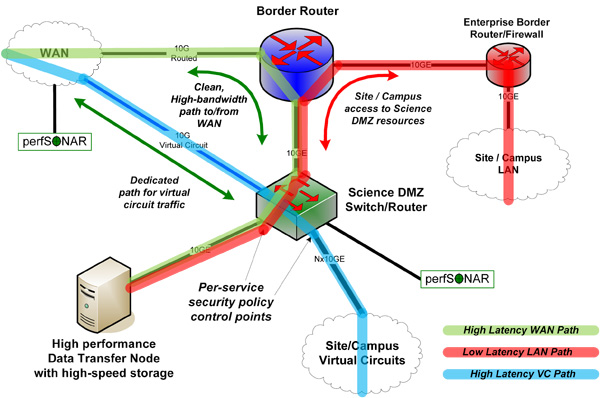 Border Router
Enterprise Border
Router/Firewall
WAN
10G
Routed
10GE
10GE
Clean,
High-bandwidth
path to/from
WAN
Site / Campus
access to Science
DMZ resources
perfSONAR
10G
Virtual Circuit
10GE
Site / Campus
LAN
Dedicated
path for virtual
circuit traffic
Science DMZ
Switch/Router
10GE
Nx10GE
perfSONAR
Per-service
security policy
control points
High performance
Data Transfer Node
with high-speed storage
Site/Campus
Virtual Circuits
High Latency WAN Path
Low Latency LAN Path
High Latency VC Path